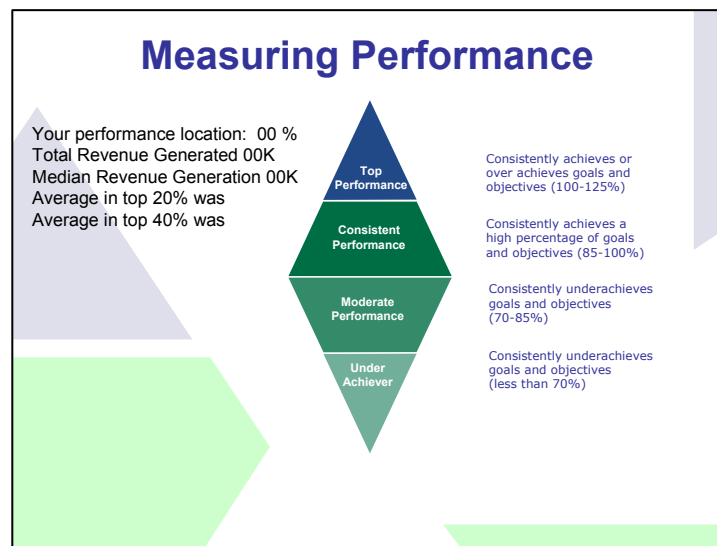 Measuring Performance
Your performance location:  00 %
Total Revenue Generated 00K
Median Revenue Generation 00K
Average in top 20% was
Average in top 40% was
Top
Performance
Consistently achieves or
over achieves goals and
objectives (100-125%)
Consistent
Performance
Consistently achieves a
high percentage of goals
and objectives (85-100%)
Moderate
Performance
Consistently underachieves
goals and objectives
(70-85%)
Under
Achiever
Consistently underachieves
goals and objectives
(less than 70%)